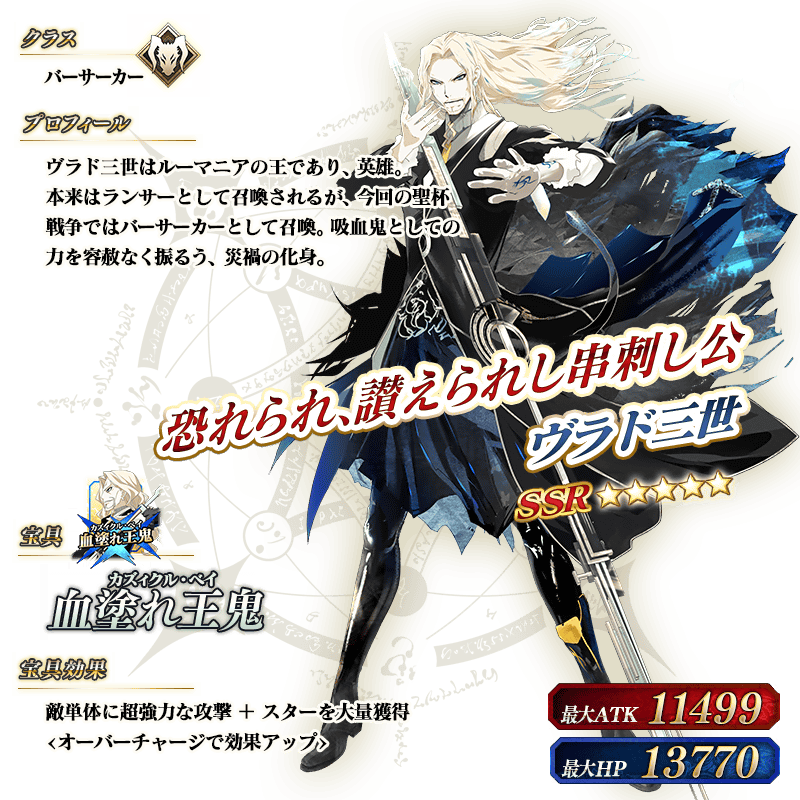 クラス
バーサーカー
プロフィール
ヴラド三世はルーマニアの王であり、英雄。
本来はランサーとして召喚されるが、今回の聖杯
戦争ではバーサーカーとして召喚。吸血鬼としての
力を容赦なく振るう、災禍の化身。
恐れられ、讃えられし串刺し公
ヴラド三世
SSR ★★★★★
宝具
カズィクル・ベイ
血塗れ王鬼
カズィクル・ベイ
血塗れ王鬼
宝具効果
敵単体に超強力な攻撃 + スターを大量獲得
<オーバーチャージで効果アップ>
最大ATK 11499
最大HP 13770